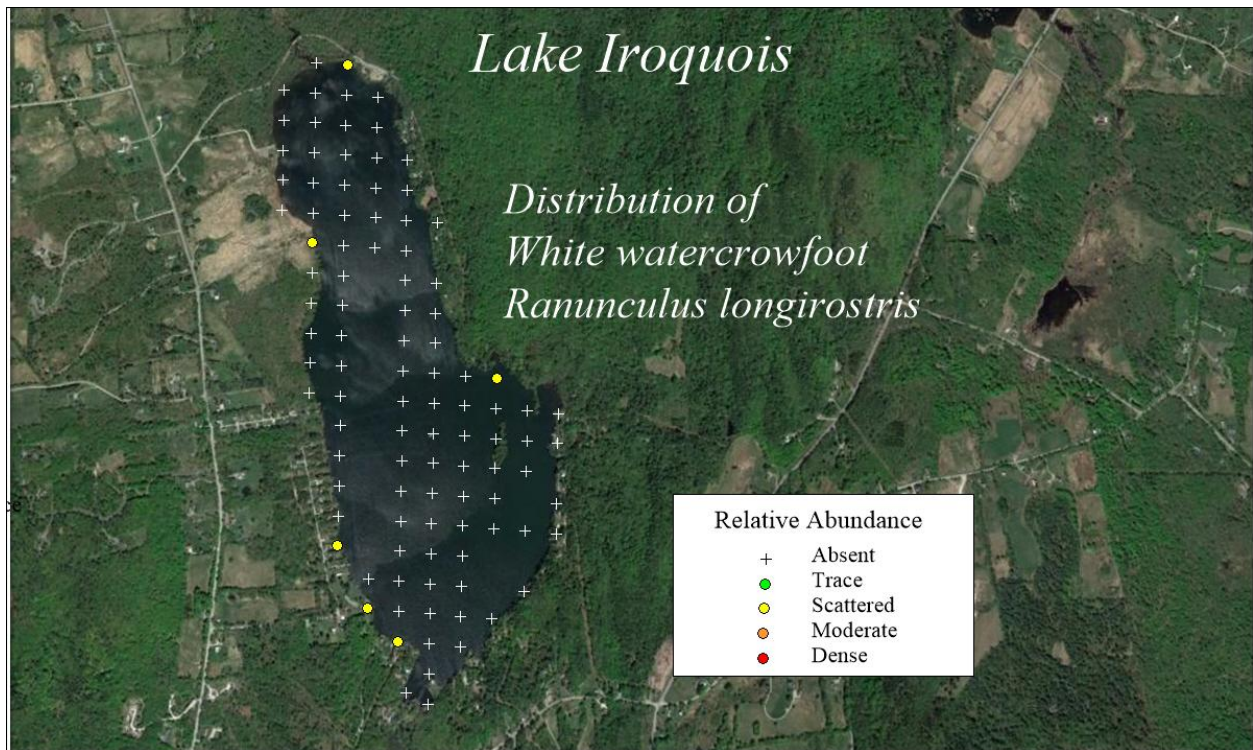 Lake Iroquois
Distribution of
White watercrowfoot
Ranunculus longirostris
Relative Abundance
Absent
Trace
Scattered
Moderate
Dense